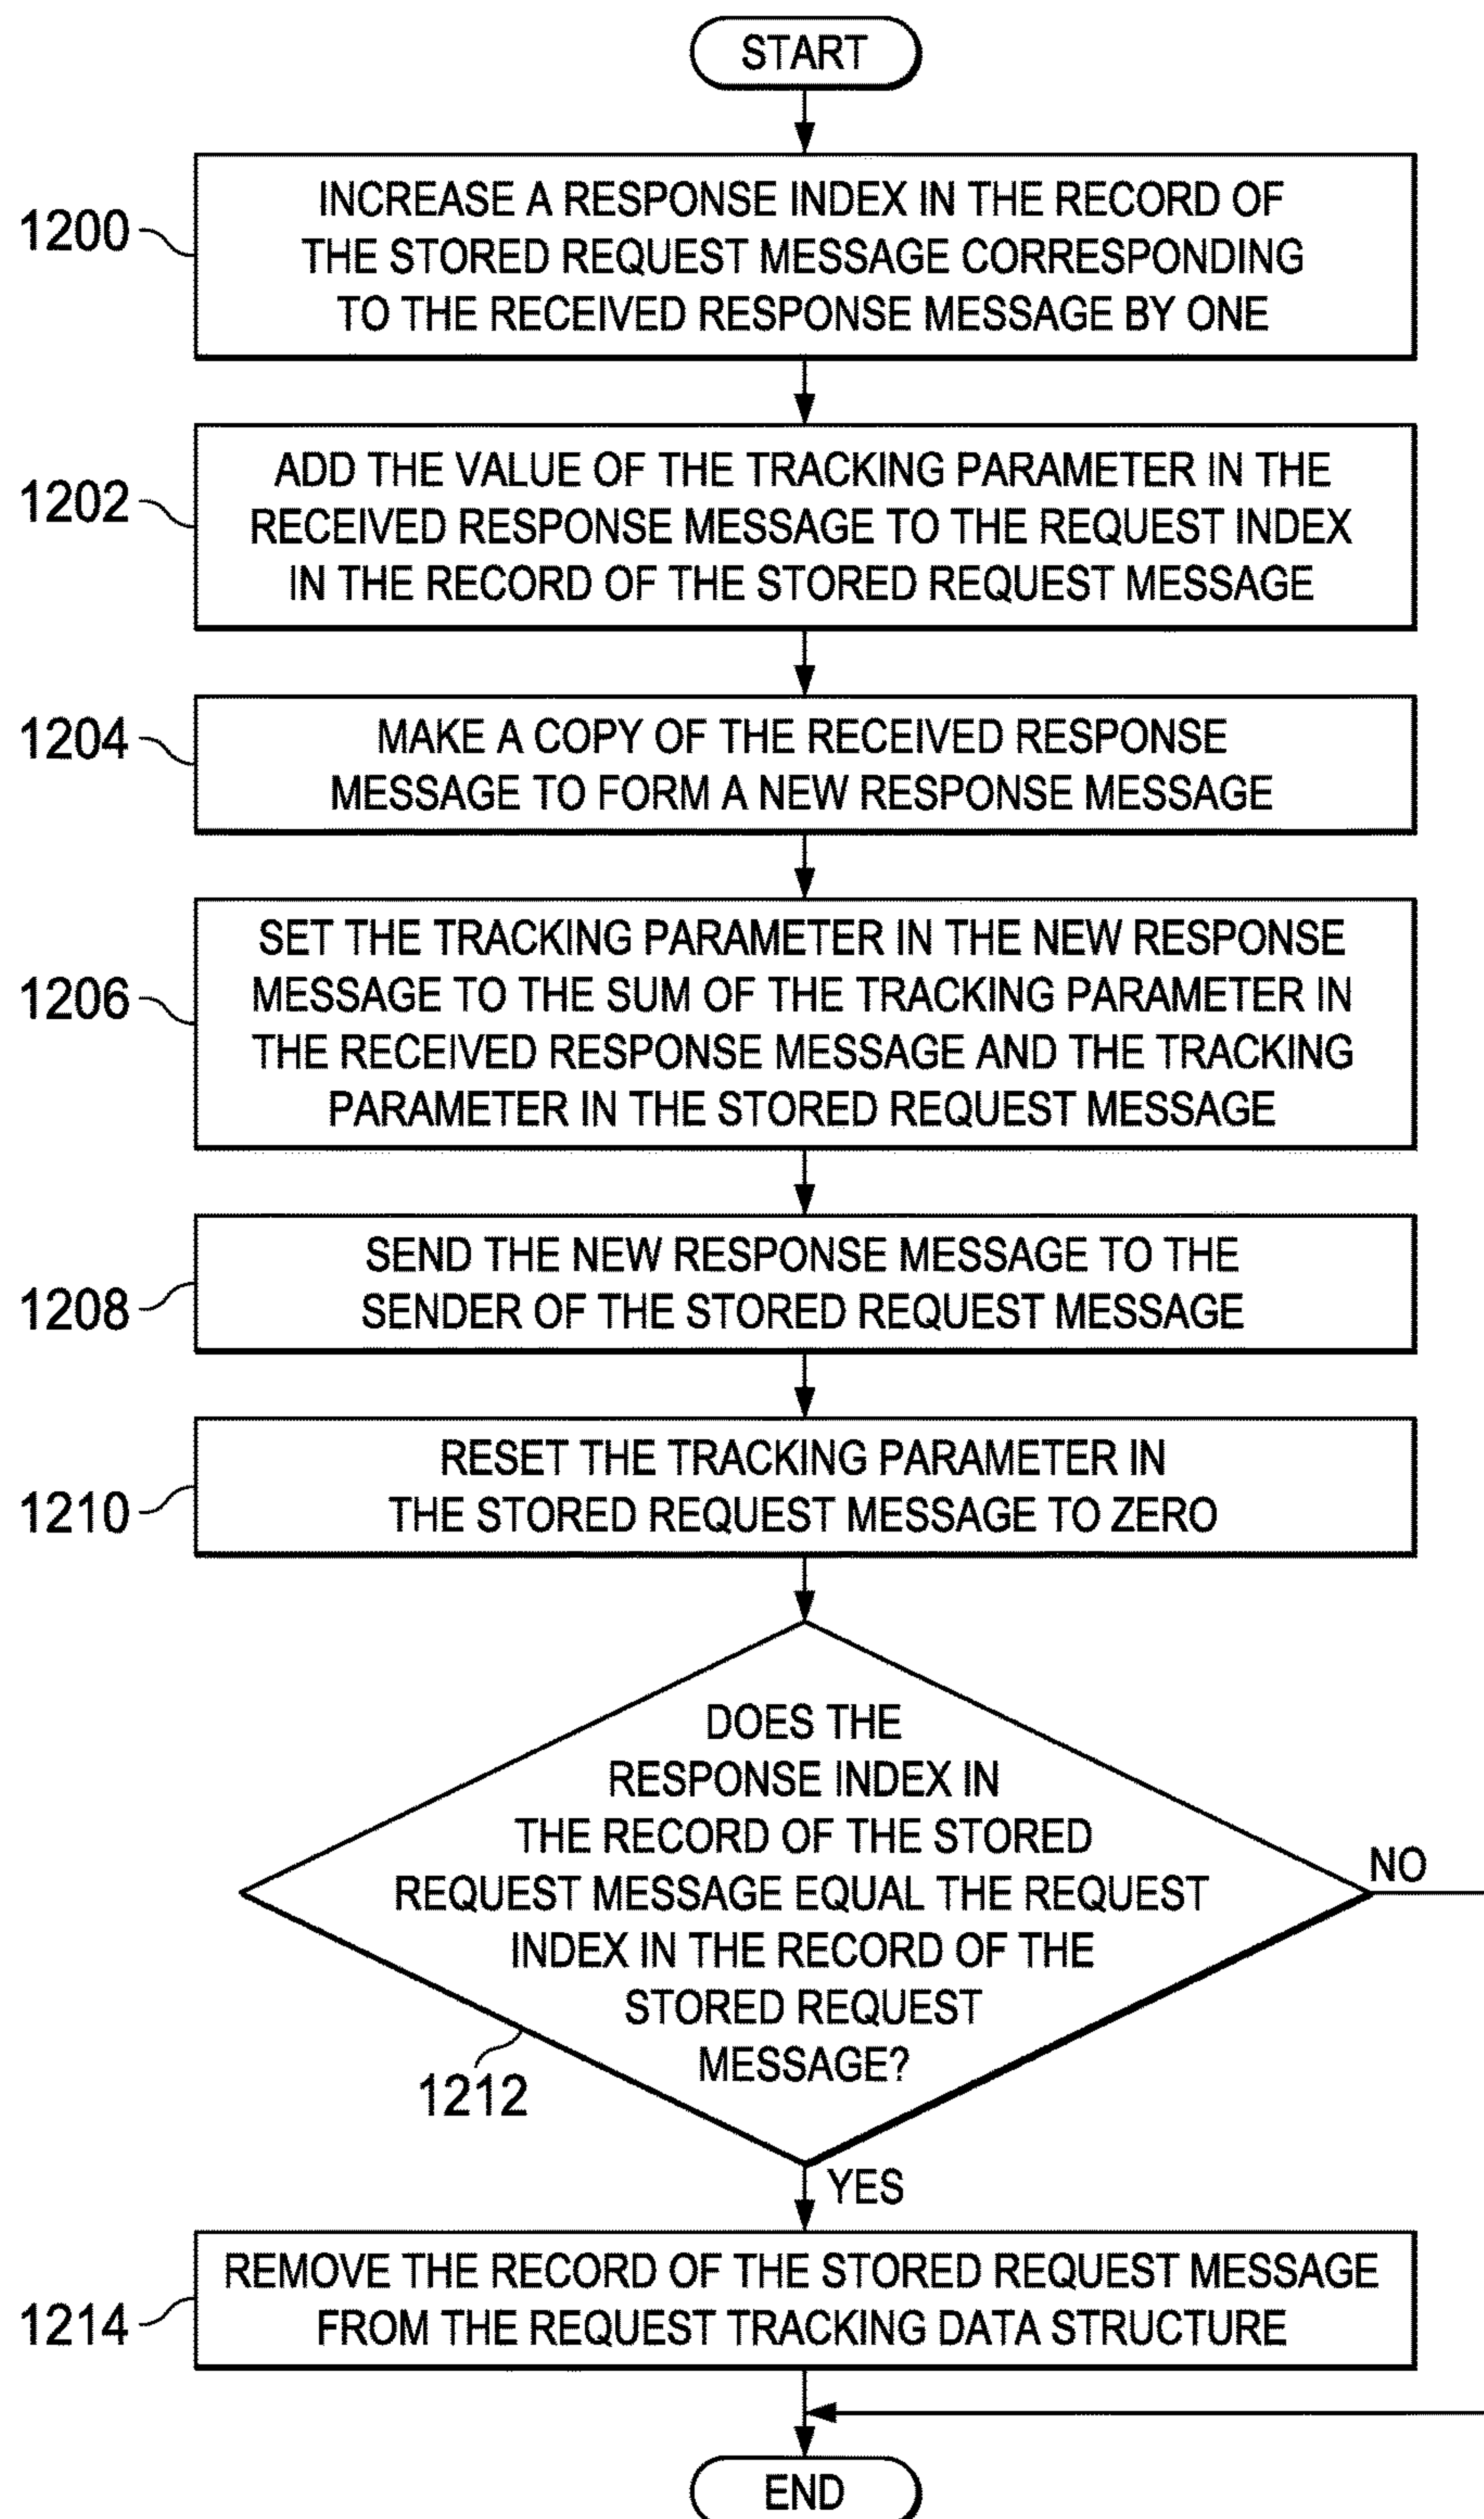 START
1200
INCREASE A RESPONSE INDEX IN THE RECORD OF
THE STORED REQUEST MESSAGE CORRESPONDING
TO THE RECEIVED RESPONSE MESSAGE BY ONE
1202
ADD THE VALUE OF THE TRACKING PARAMETER IN THE
RECEIVED RESPONSE MESSAGE TO THE REQUEST INDEX
IN THE RECORD OF THE STORED REQUEST MESSAGE
1204
MAKE A COPY OF THE RECEIVED RESPONSE
MESSAGE TO FORM A NEW RESPONSE MESSAGE
1206
SET THE TRACKING PARAMETER IN THE NEW RESPONSE
MESSAGE TO THE SUM OF THE TRACKING PARAMETER IN
THE RECEIVED RESPONSE MESSAGE AND THE TRACKING
PARAMETER IN THE STORED REQUEST MESSAGE
1208
SEND THE NEW RESPONSE MESSAGE TO THE
SENDER OF THE STORED REQUEST MESSAGE
1210
RESET THE TRACKING PARAMETER IN
THE STORED REQUEST MESSAGE TO ZERO
DOES THE
RESPONSE INDEX IN
THE RECORD OF THE STORED
REQUEST MESSAGE EQUAL THE REQUEST
INDEX IN THE RECORD OF THE
STORED REQUEST
MESSAGE?
NO
1212
YES
1214
REMOVE THE RECORD OF THE STORED REQUEST MESSAGE
FROM THE REQUEST TRACKING DATA STRUCTURE
END